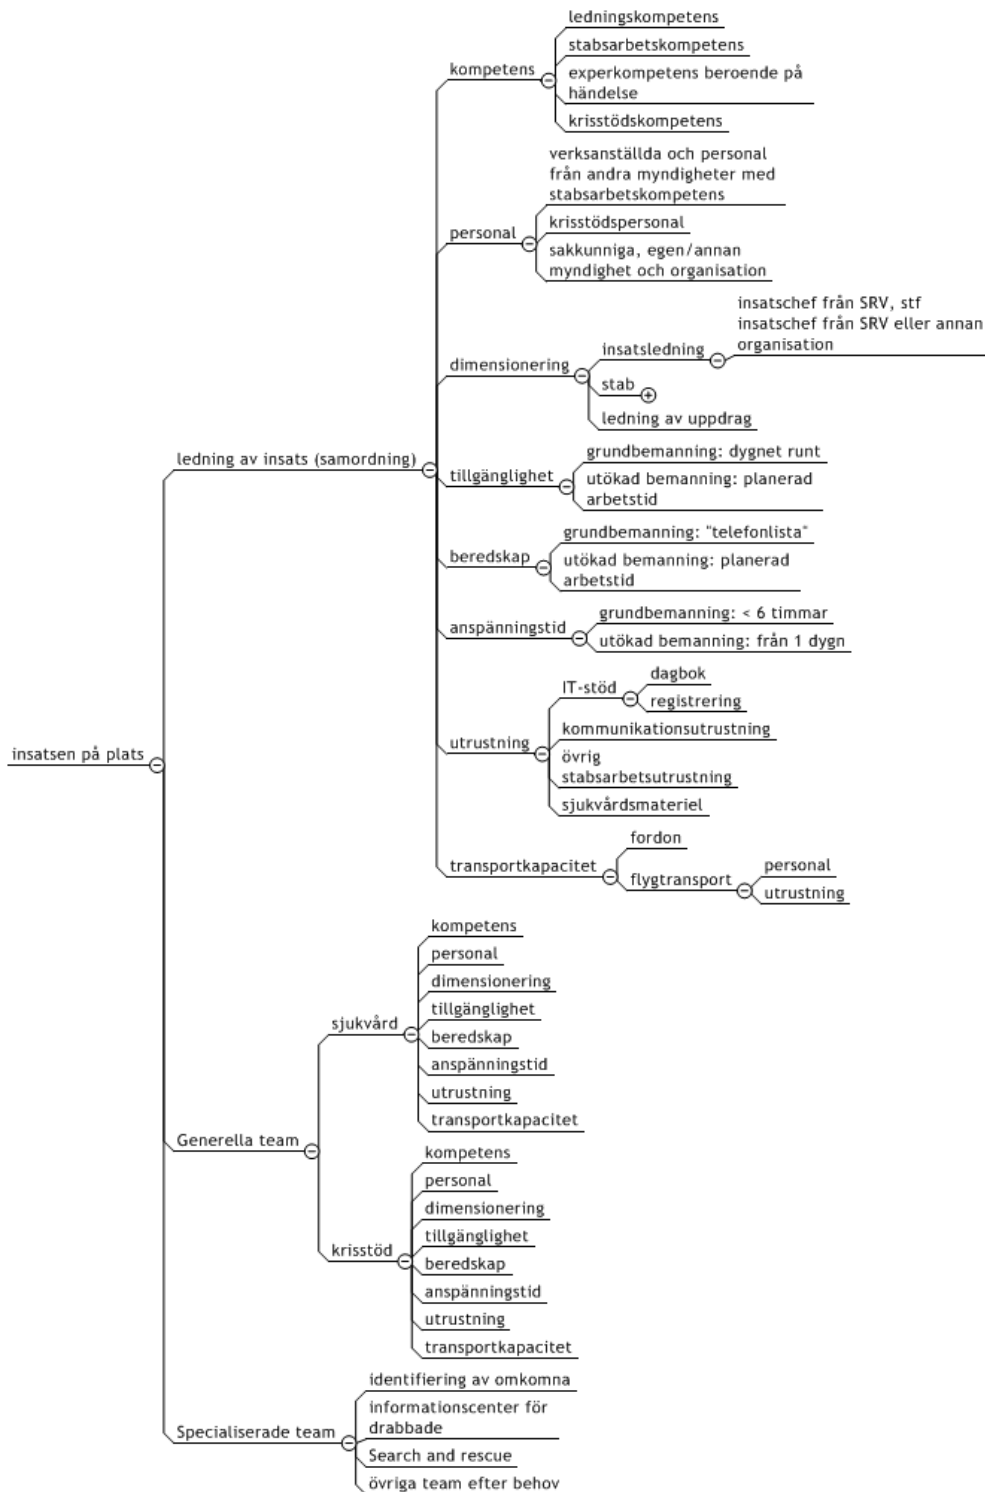 insatsen på plats
ledning av insats (samordning)
kompetens
ledningskompetens
stabsarbetskompetens
experkompetens beroende på
händelse
krisstödskompetens
personal
verksanställda och personal
från andra myndigheter med
stabsarbetskompetens
krisstödspersonal
sakkunniga, egen/annan
myndighet och organisation
dimensionering
insatsledning
insatschef från SRV, stf
insatschef från SRV eller annan
organisation
stab
ledning av uppdrag
tillgänglighet
grundbemanning: dygnet runt
utökad bemanning: planerad
arbetstid
beredskap
grundbemanning: "telefonlista"
utökad bemanning: planerad
arbetstid
anspänningstid
grundbemanning: < 6 timmar
utökad bemanning: från 1 dygn
utrustning
IT-stöd
dagbok
registrering
kommunikationsutrustning
övrig
stabsarbetsutrustning
sjukvårdsmateriel
transportkapacitet
fordon
flygtransport
personal
utrustning
Generella team
sjukvård
kompetens
personal
dimensionering
tillgänglighet
beredskap
anspänningstid
utrustning
transportkapacitet
krisstöd
kompetens
personal
dimensionering
tillgänglighet
beredskap
anspänningstid
utrustning
transportkapacitet
Specialiserade team
identifiering av omkomna
informationscenter för
drabbade
Search and rescue
övriga team efter behov